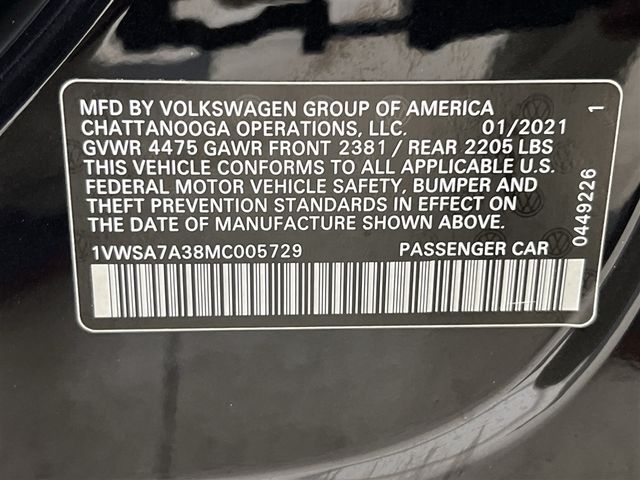 MFD BY VOLKSWAGEN GROUP OF AMERICA
CHATTANOOGA OPERATIONS, LLC. 01/2021
GVWR 4475 GAWR FRONT 2381 / REAR 2205 LBS
THIS VEHICLE CONFORMS TO ALL APPLICABLE U.S.
FEDERAL MOTOR VEHICLE SAFETY, BUMPER AND
THEFT PREVENTION STANDARDS IN EFFECT ON
THE DATE OF MANUFACTURE SHOWN ABOVE.
1VWSA7A38MC005729 PASSENGER CAR
0449226 1